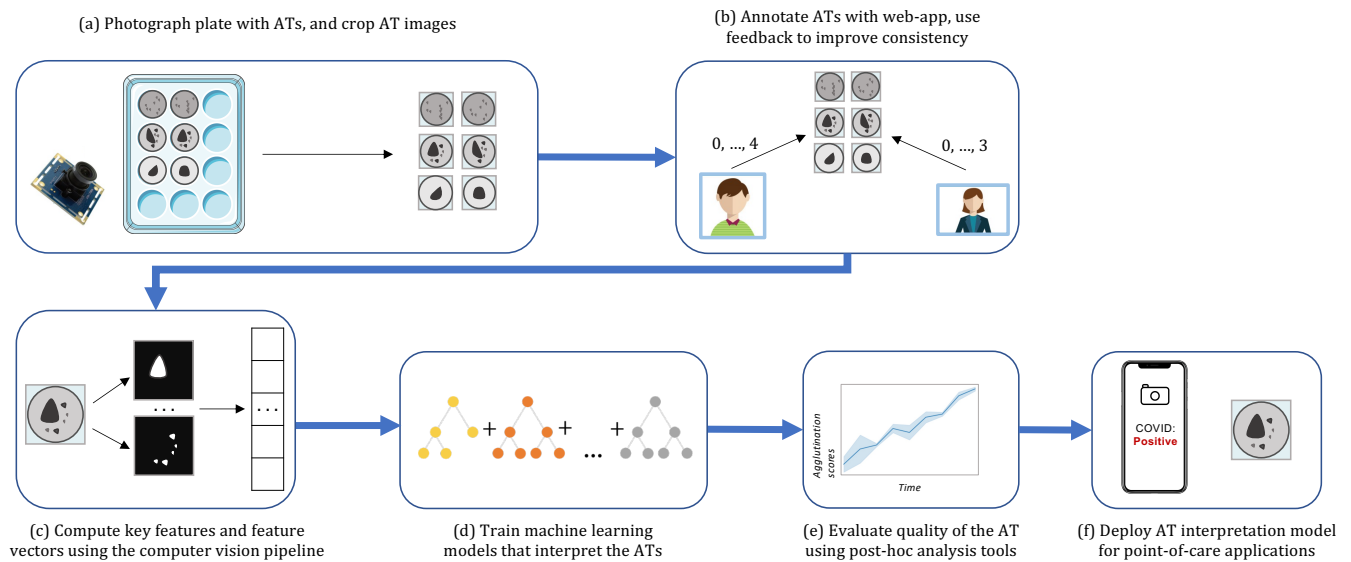 (a) Photograph plate with ATs, and crop AT images
(b) Annotate ATs with web-app, use
feedback to improve consistency
0, ..., 4
0, ..., 3
...
...
+
+
+
...
Agglutination
scores
Time
COVID:
Positive
(c) Compute key features and feature
vectors using the computer vision pipeline
(d) Train machine learning
models that interpret the ATs
(e) Evaluate quality of the AT
using post-hoc analysis tools
(f) Deploy AT interpretation model
for point-of-care applications